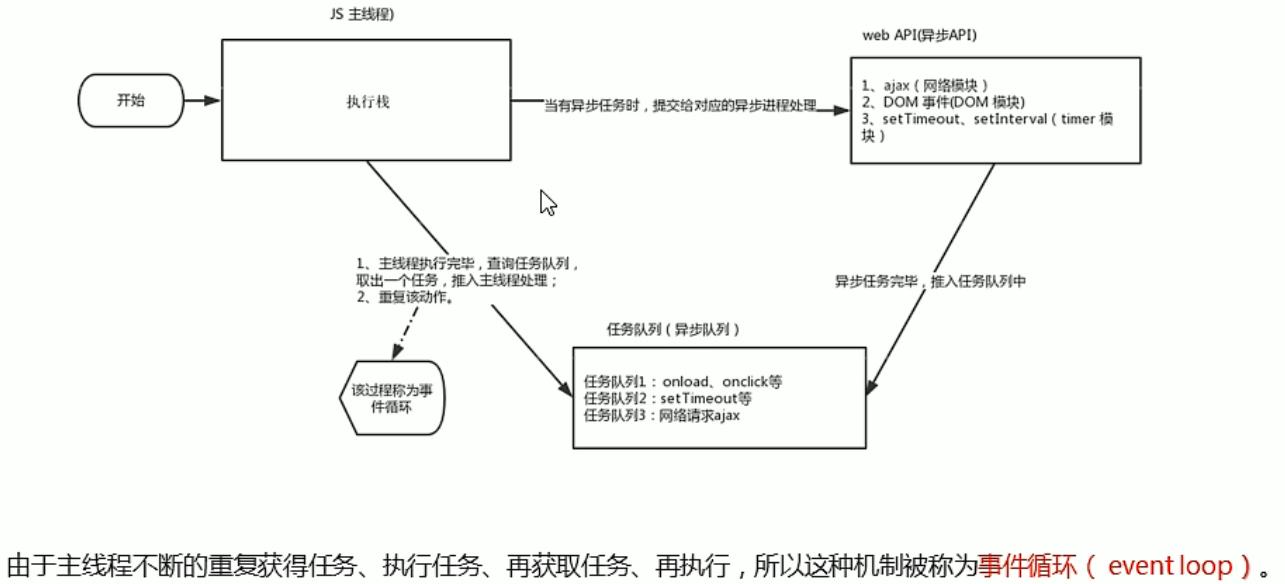 JS 主线程)
web API(异步API)
开始
执行栈
当有异步任务时，提交给对应的异步进程处理
1、ajax（网络模块）
2、DOM 事件(DOM 模块)
3、setTimeout、setInterval（timer 模
块）
1、主线程执行完毕，查询任务队列，
取出一个任务，推入主线程处理；
2、重复该动作。
异步任务完毕，推入任务队列中
该过程称为事
件循环
任务队列（异步队列）
任务队列1：onload、onclick等
任务队列2：setTimeout等
任务队列3：网络请求ajax
由于主线程不断的重复获得任务、执行任务、再获取任务、再执行，所以这种机制被称为事件循环（ event loop ）。